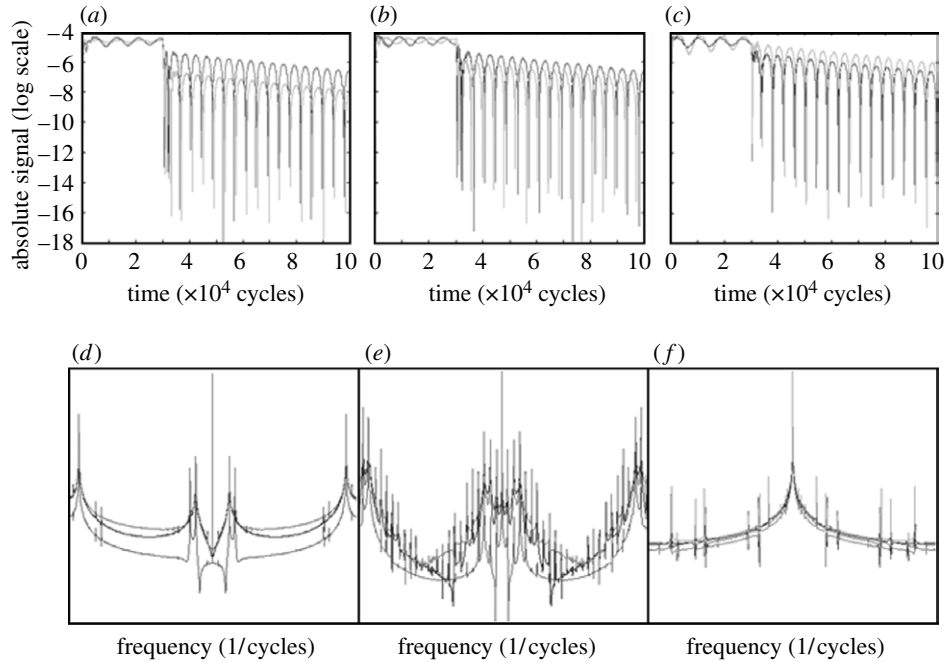 (a) (b) (c)
absolute signal (log scale)
−4
−6
−8
−10
−12
−14
−16
−18
0 2 4 6 8 10 0 2 4 6 8 10 0 2 4 6 8 10
time (×10⁴ cycles) time (×10⁴ cycles) time (×10⁴ cycles)
(d) (e) (f)
frequency (1/cycles) frequency (1/cycles) frequency (1/cycles)